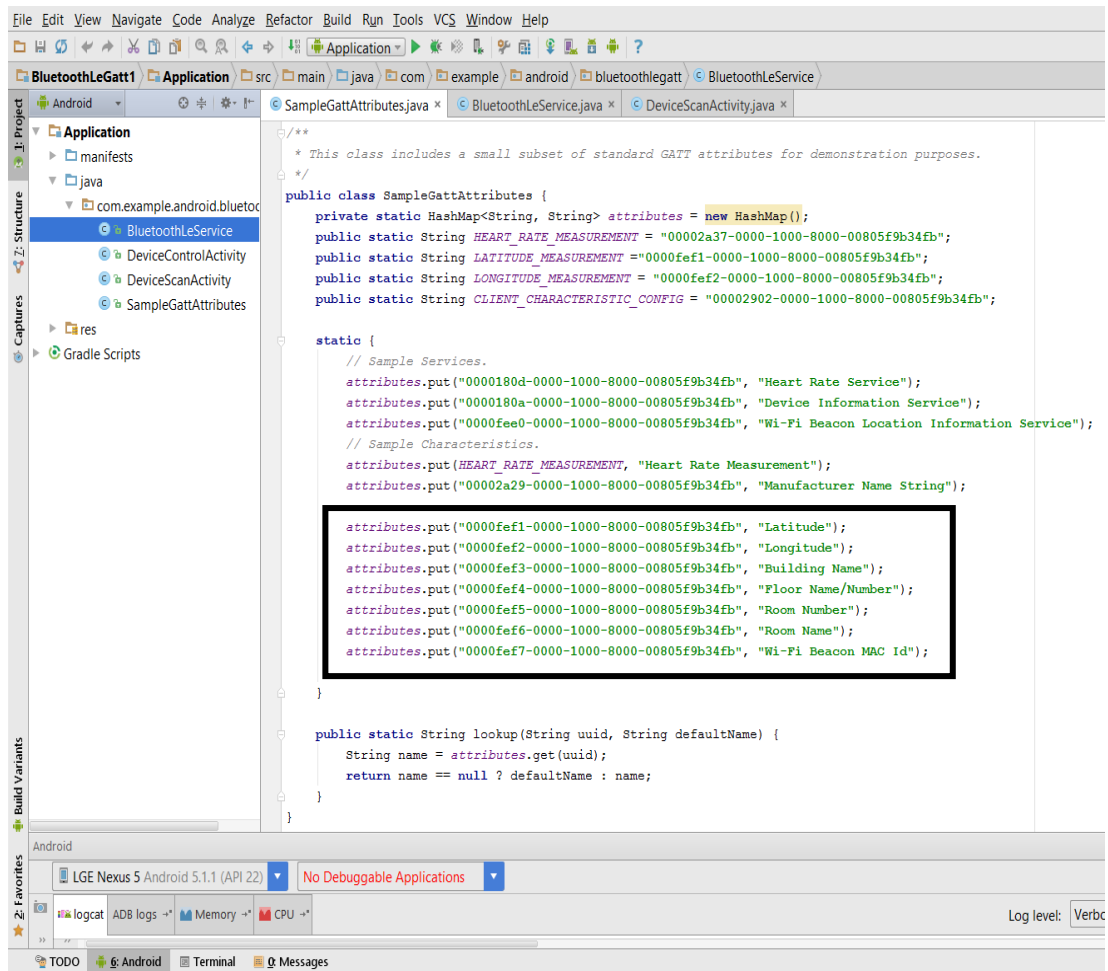 File Edit View Navigate Code Analyze Refactor Build Run Tools VCS Window Help
Application
?
BluetoothLeGatt1 Application src main java com example android bluetoothlegatt BluetoothLeService
Android
SampleGattAttributes.java × BluetoothLeService.java × DeviceScanActivity.java ×
1: Project
Z: Structure
Captures
Build Variants
2: Favorites
Application
manifests
java
com.example.android.bluetoo
BluetoothLeService
DeviceControlActivity
DeviceScanActivity
SampleGattAttributes
res
Gradle Scripts
/**
* This class includes a small subset of standard GATT attributes for demonstration purposes.
*/
public class SampleGattAttributes {
private static HashMap<String, String> attributes = new HashMap();
public static String HEART_RATE_MEASUREMENT = "00002a37-0000-1000-8000-00805f9b34fb";
public static String LATITUDE_MEASUREMENT ="0000fef1-0000-1000-8000-00805f9b34fb";
public static String LONGITUDE_MEASUREMENT = "0000fef2-0000-1000-8000-00805f9b34fb";
public static String CLIENT_CHARACTERISTIC_CONFIG = "00002902-0000-1000-8000-00805f9b34fb";
static {
// Sample Services.
attributes.put("0000180d-0000-1000-8000-00805f9b34fb", "Heart Rate Service");
attributes.put("0000180a-0000-1000-8000-00805f9b34fb", "Device Information Service");
attributes.put("0000fee0-0000-1000-8000-00805f9b34fb", "Wi-Fi Beacon Location Information Service");
// Sample Characteristics.
attributes.put(HEART_RATE_MEASUREMENT, "Heart Rate Measurement");
attributes.put("00002a29-0000-1000-8000-00805f9b34fb", "Manufacturer Name String");
attributes.put("0000fef1-0000-1000-8000-00805f9b34fb", "Latitude");
attributes.put("0000fef2-0000-1000-8000-00805f9b34fb", "Longitude");
attributes.put("0000fef3-0000-1000-8000-00805f9b34fb", "Building Name");
attributes.put("0000fef4-0000-1000-8000-00805f9b34fb", "Floor Name/Number");
attributes.put("0000fef5-0000-1000-8000-00805f9b34fb", "Room Number");
attributes.put("0000fef6-0000-1000-8000-00805f9b34fb", "Room Name");
attributes.put("0000fef7-0000-1000-8000-00805f9b34fb", "Wi-Fi Beacon MAC Id");
}
public static String lookup(String uuid, String defaultName) {
String name = attributes.get(uuid);
return name == null ? defaultName : name;
}
}
Android
LGE Nexus 5 Android 5.1.1 (API 22) No Debuggable Applications
logcat ADB logs Memory CPU Log level: Verbo
TODO 6: Android Terminal 0: Messages